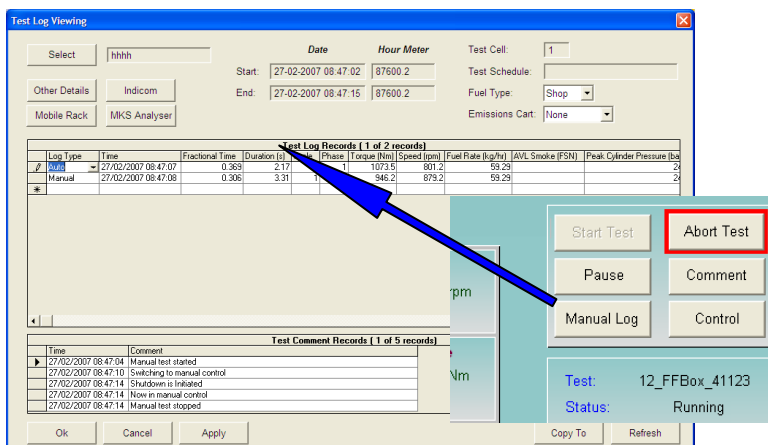 Test Log Viewing
Select hhhh
Date Hour Meter
Test Cell: 1
Start: 27-02-2007 08:47:02 87600.2
Test Schedule:
Other Details Indicom
End: 27-02-2007 08:47:15 87600.2
Fuel Type: Shop
Mobile Rack MKS Analyser
Emissions Cart: None
Test Log Records ( 1 of 2 records)
Log Type Time Fractional Time Duration (s) Phase Torque (Nm) Speed (rpm) Fuel Rate (kg/hr) AVL Smoke (FSN) Peak Cylinder Pressure (ba
Auto 27/02/2007 08:47:07 0.369 2.17 1 1073.5 801.2 59.29 24
Manual 27/02/2007 08:47:08 0.306 3.31 1 946.2 879.2 59.29 24
Start Test Abort Test
Pause Comment
rpm
Manual Log Control
Nm
Test: 12_FFBox_41123
Status: Running
Test Comment Records ( 1 of 5 records)
Time Comment
27/02/2007 08:47:04 Manual test started
27/02/2007 08:47:10 Switching to manual control
27/02/2007 08:47:14 Shutdown is Initiated
27/02/2007 08:47:14 Now in manual control
27/02/2007 08:47:14 Manual test stopped
Ok Cancel Apply Copy To Refresh